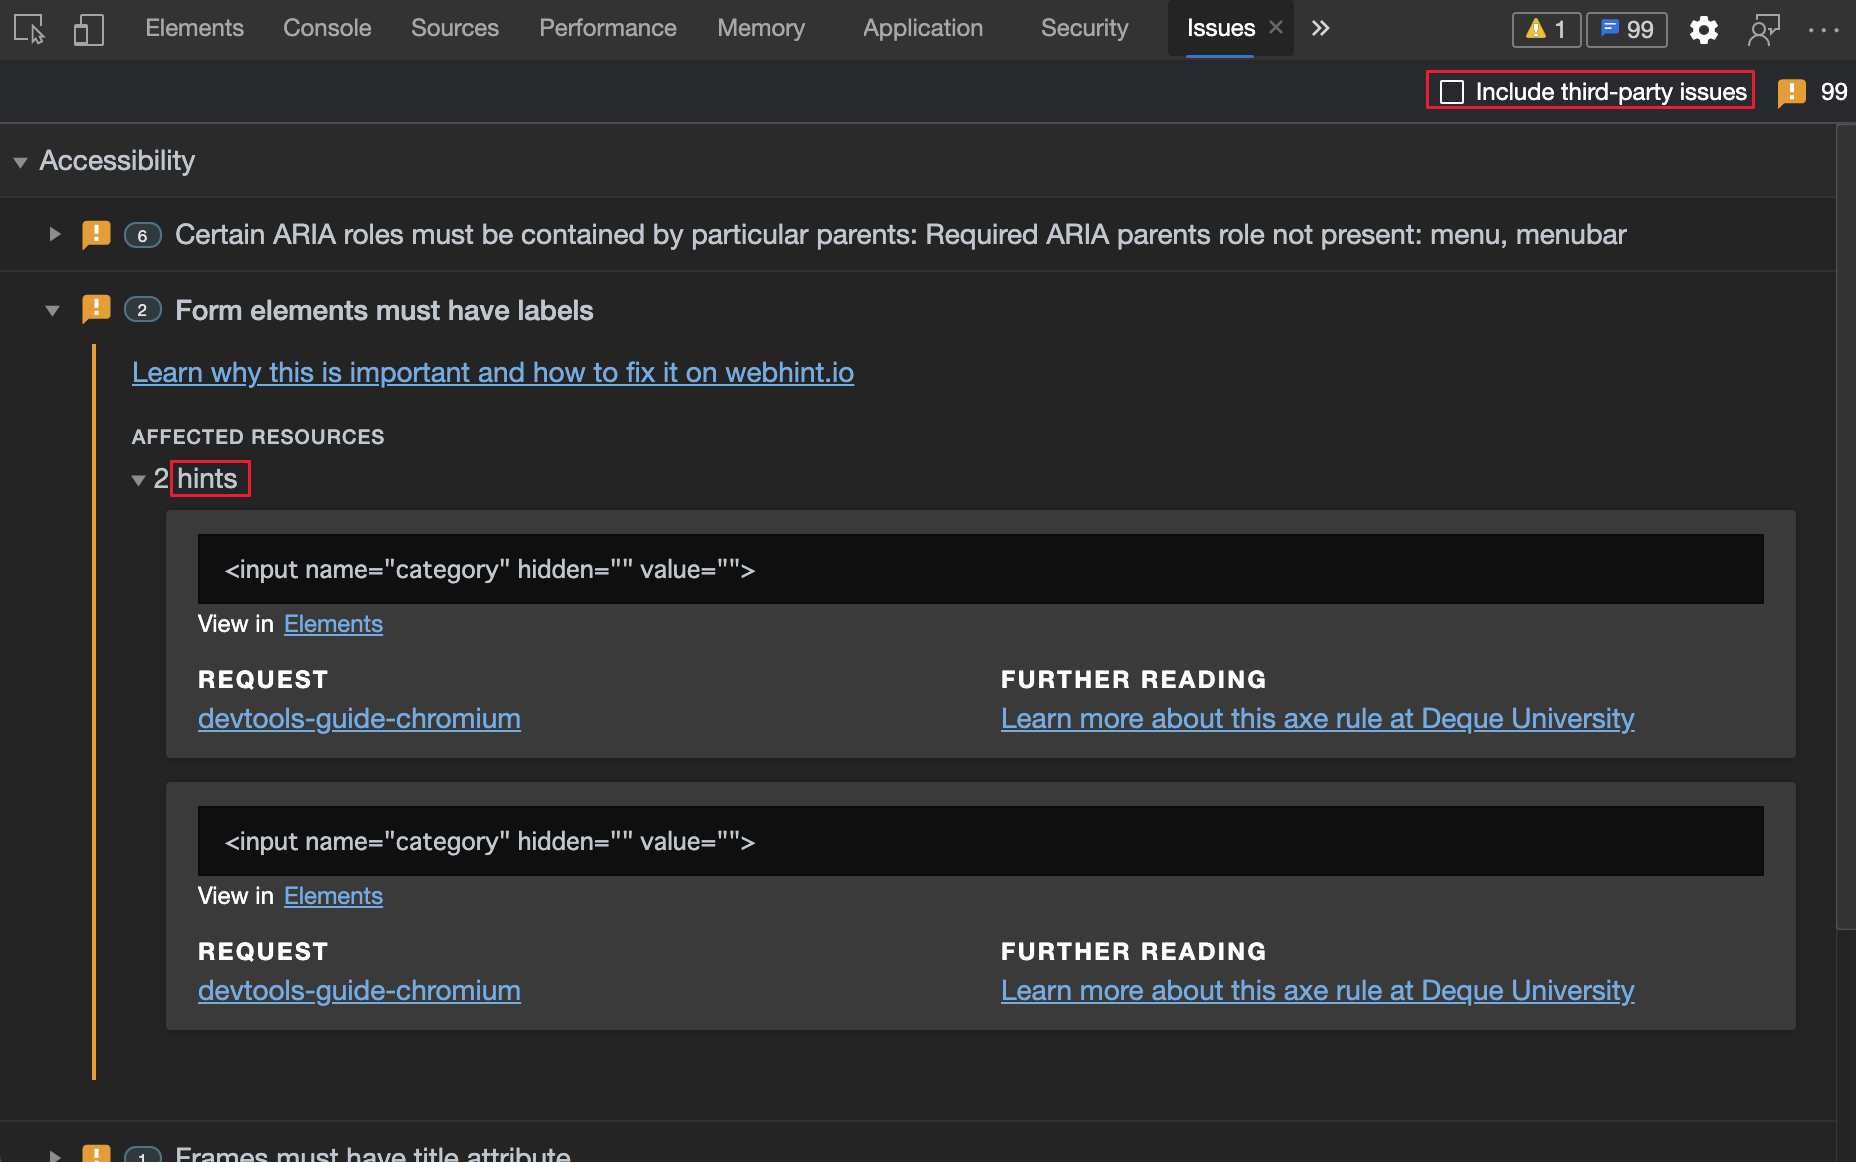 Elements Console Sources Performance Memory Application Security Issues 1 99
Include third-party issues 99
Accessibility
6 Certain ARIA roles must be contained by particular parents: Required ARIA parents role not present: menu, menubar
2 Form elements must have labels
Learn why this is important and how to fix it on webhint.io
AFFECTED RESOURCES
2 hints
<input name="category" hidden="" value="">
View in Elements
REQUEST FURTHER READING
devtools-guide-chromium Learn more about this axe rule at Deque University
<input name="category" hidden="" value="">
View in Elements
REQUEST FURTHER READING
devtools-guide-chromium Learn more about this axe rule at Deque University
1 Frames must have title attribute